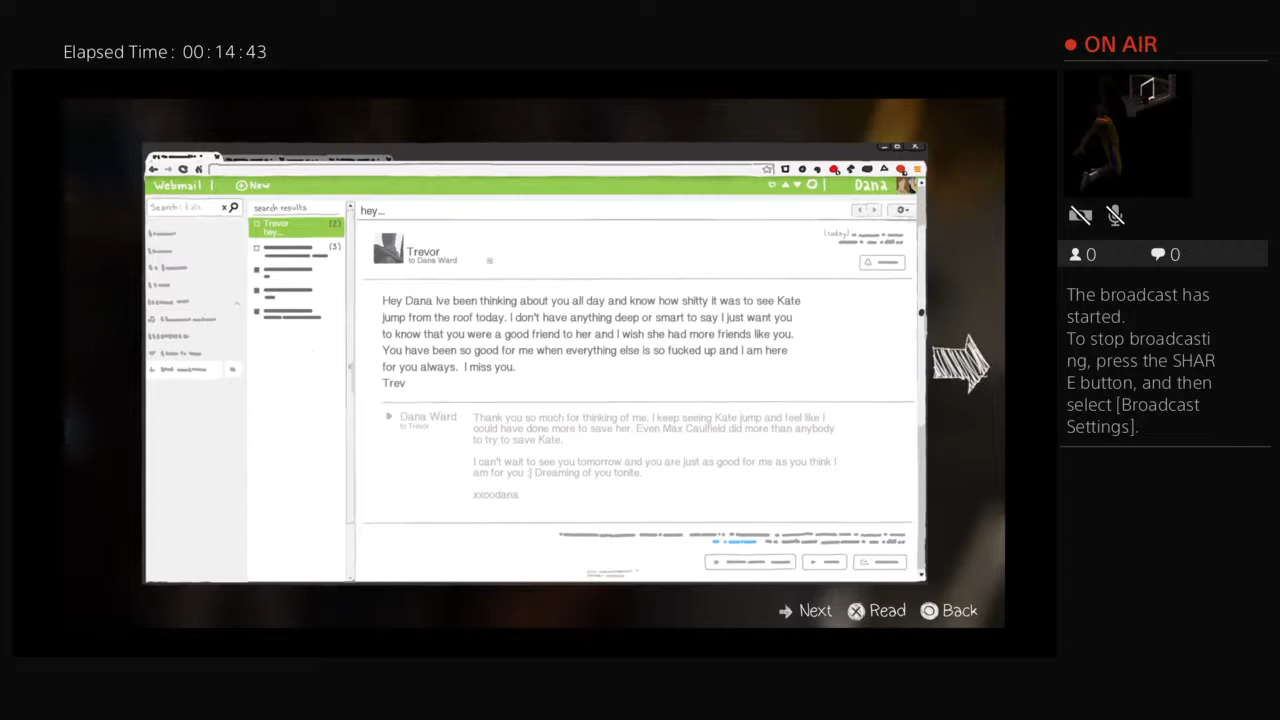 Elapsed Time: 00:14:43
ON AIR
Webmail
New
Dana
Search: Kate x
search results
hey...
Trevor (2)
hey...
(3)
(today)
Trevor
to Dana Ward
Hey Dana Ive been thinking about you all day and know how shitty it was to see Kate
jump from the roof today. I don't have anything deep or smart to say I just want you
to know that you were a good friend to her and I wish she had more friends like you.
You have been so good for me when everything else is so fucked up and I am here
for you always. I miss you.
Trev
Dana Ward
to Trevor
Thank you so much for thinking of me. I keep seeing Kate jump and feel like I
could have done more to save her. Even Max Caulfield did more than anybody
to try to save Kate.
I can't wait to see you tomorrow and you are just as good for me as you think I
am for you :] Dreaming of you tonite.
xxoodana
Next
Read
Back
0
0
The broadcast has
started.
To stop broadcasti
ng, press the SHAR
E button, and then
select [Broadcast
Settings].